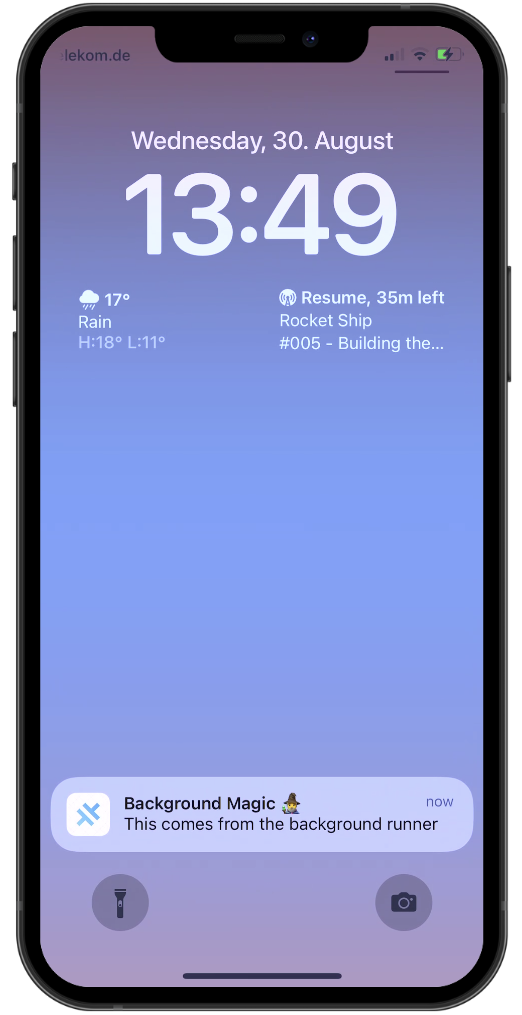 lekom.de
Wednesday, 30. August
13:49
17°
Rain
H:18° L:11°
Resume, 35m left
Rocket Ship
#005 - Building the...
Background Magic 🧙‍♂️
now
This comes from the background runner